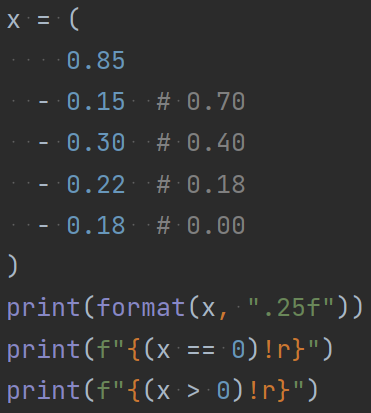 x = (
    0.85
  - 0.15  # 0.70
  - 0.30  # 0.40
  - 0.22  # 0.18
  - 0.18  # 0.00
)
print(format(x, ".25f"))
print(f"{(x == 0)!r}")
print(f"{(x > 0)!r}")